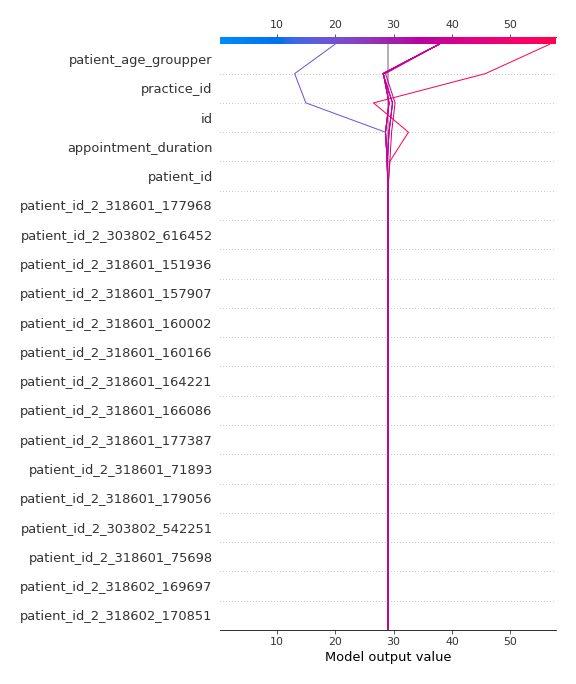 10 20 30 40 50
patient_age_groupper
practice_id
id
appointment_duration
patient_id
patient_id_2_318601_177968
patient_id_2_303802_616452
patient_id_2_318601_151936
patient_id_2_318601_157907
patient_id_2_318601_160002
patient_id_2_318601_160166
patient_id_2_318601_164221
patient_id_2_318601_166086
patient_id_2_318601_177387
patient_id_2_318601_71893
patient_id_2_318601_179056
patient_id_2_303802_542251
patient_id_2_318601_75698
patient_id_2_318602_169697
patient_id_2_318602_170851
10 20 30 40 50
Model output value